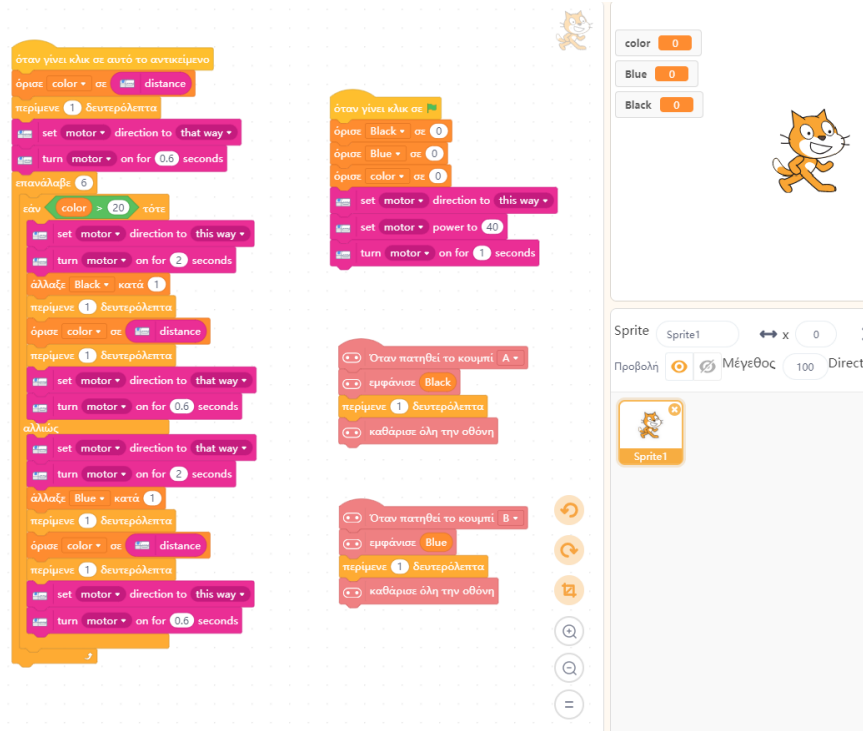 όταν γίνει κλικ σε αυτό το αντικείμενο
όρισε color σε distance
περίμενε 1 δευτερόλεπτα
set motor direction to that way
turn motor on for 0.6 seconds
επανάλαβε 6
εάν color > 20 τότε
set motor direction to this way
turn motor on for 2 seconds
άλλαξε Black κατά 1
περίμενε 1 δευτερόλεπτα
όρισε color σε distance
περίμενε 1 δευτερόλεπτα
set motor direction to that way
turn motor on for 0.6 seconds
αλλιώς
set motor direction to that way
turn motor on for 2 seconds
άλλαξε Blue κατά 1
περίμενε 1 δευτερόλεπτα
όρισε color σε distance
περίμενε 1 δευτερόλεπτα
set motor direction to this way
turn motor on for 0.6 seconds
όταν γίνει κλικ σε
όρισε Black σε 0
όρισε Blue σε 0
όρισε color σε 0
set motor direction to this way
set motor power to 40
turn motor on for 1 seconds
Όταν πατηθεί το κουμπί A
εμφάνισε Black
περίμενε 1 δευτερόλεπτα
καθάρισε όλη την οθόνη
Όταν πατηθεί το κουμπί B
εμφάνισε Blue
περίμενε 1 δευτερόλεπτα
καθάρισε όλη την οθόνη
color 0
Blue 0
Black 0
Sprite Sprite1 x 0
Προβολή Μέγεθος 100 Direct
Sprite1